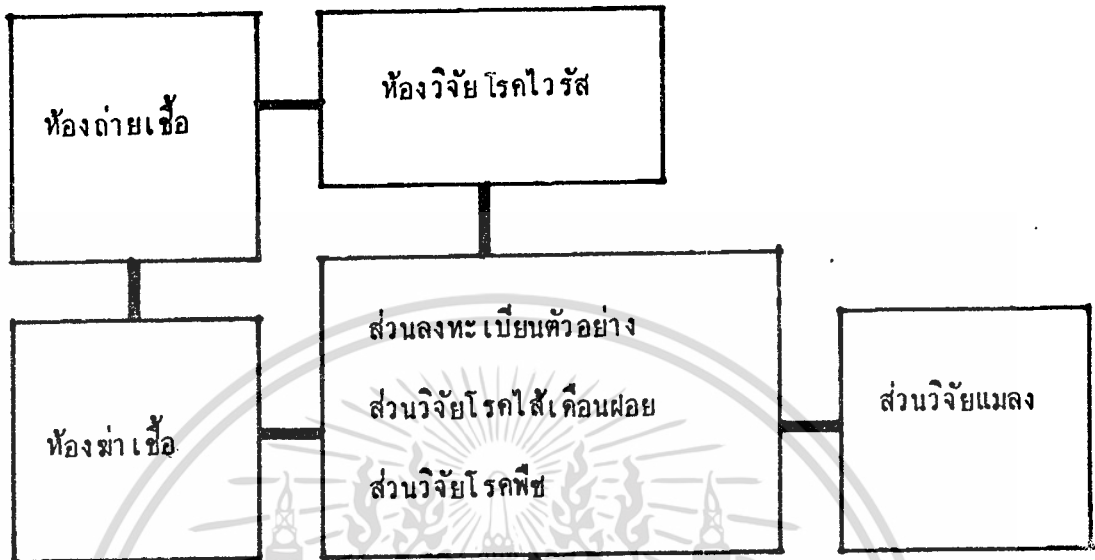 ห้องถ่ายเชื้อ
ห้องวิจัยโรคไวรัส
ห้องฆ่าเชื้อ
ส่วนลงทะเบียนตัวอย่าง
ส่วนวิจัยโรคไส้เดือนฝอย
ส่วนวิจัยโรคพืช
ส่วนวิจัยแมลง